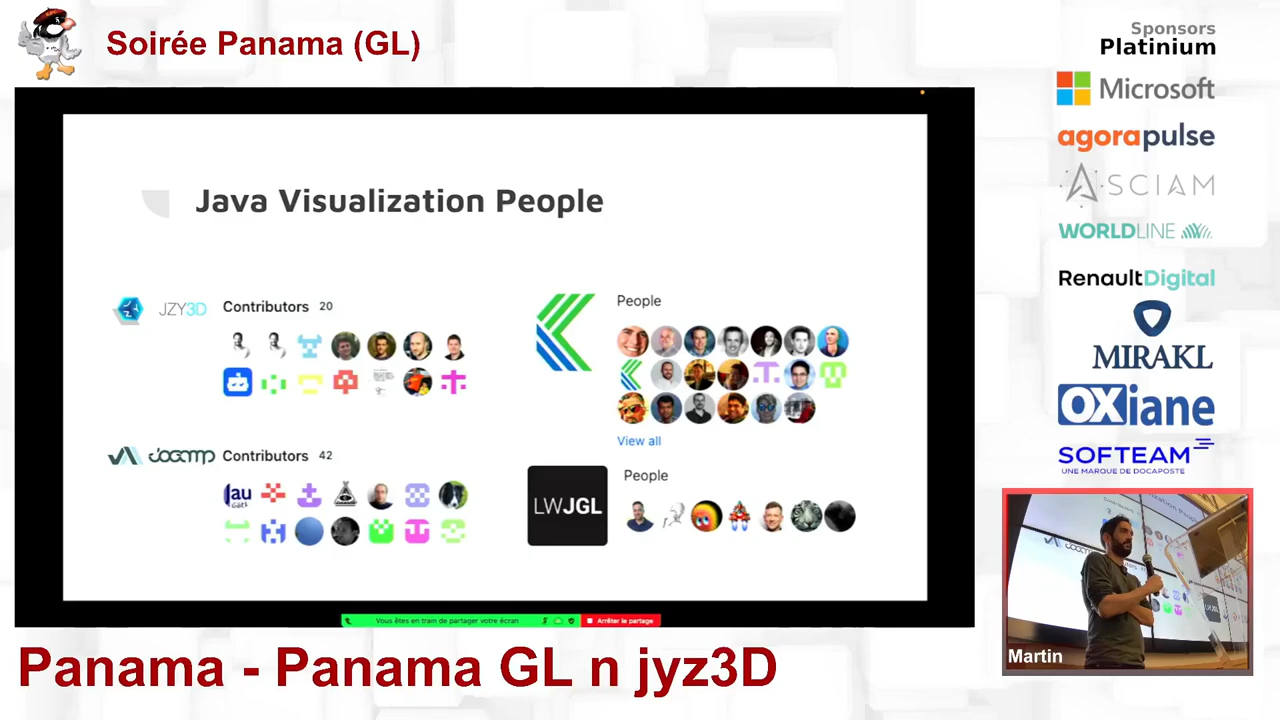 Soirée Panama (GL)
Sponsors
Platinium
Microsoft
agorapulse
ASCIAM
WORLDLINE
RenaultDigital
MIRAKL
OXiane
SOFTEAM
UNE MARQUE DE DOCAPOSTE
Java Visualization People
JZY3D
Contributors 20
People
View all
JOGAMP
Contributors 42
LWJGL
People
Vous êtes en train de partager votre écran
Arrêter le partage
Martin
Panama - Panama GL n jyz3D